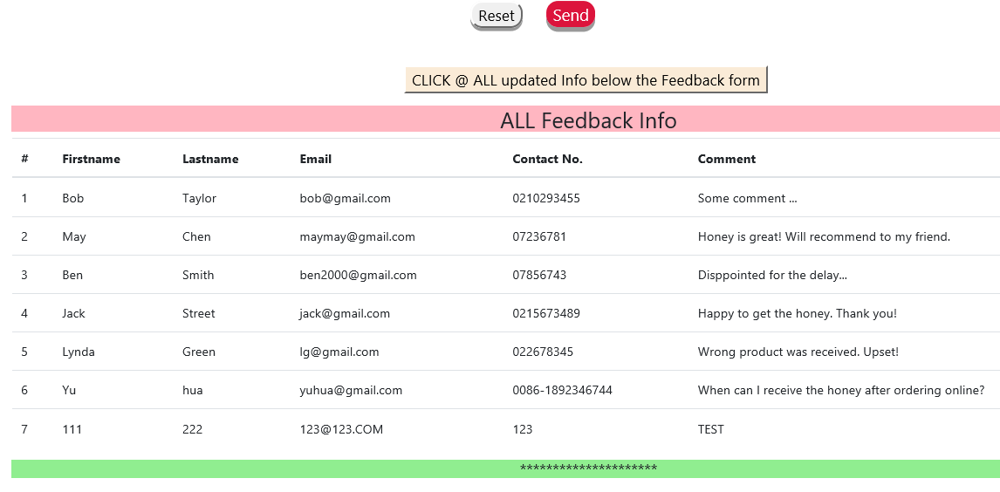 Reset Send
CLICK @ ALL updated Info below the Feedback form
ALL Feedback Info
# Firstname Lastname Email Contact No. Comment
1 Bob Taylor bob@gmail.com 0210293455 Some comment ...
2 May Chen maymay@gmail.com 07236781 Honey is great! Will recommend to my friend.
3 Ben Smith ben2000@gmail.com 07856743 Disppointed for the delay...
4 Jack Street jack@gmail.com 0215673489 Happy to get the honey. Thank you!
5 Lynda Green lg@gmail.com 022678345 Wrong product was received. Upset!
6 Yu hua yuhua@gmail.com 0086-1892346744 When can I receive the honey after ordering online?
7 111 222 123@123.COM 123 TEST
*********************